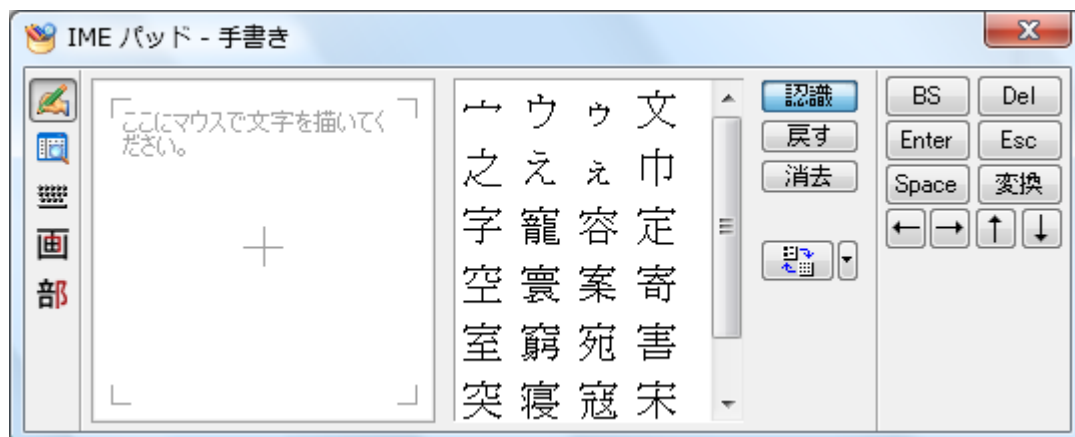 IME パッド - 手書き
ここにマウスで文字を描いてく
ださい。
画
部
宀 ウ ゥ 文
之 え ぇ 巾
字 寵 容 定
空 寰 案 寄
室 窮 宛 害
突 寝 寇 宋
認識
戻す
消去
BS Del
Enter Esc
Space 変換
← → ↑ ↓